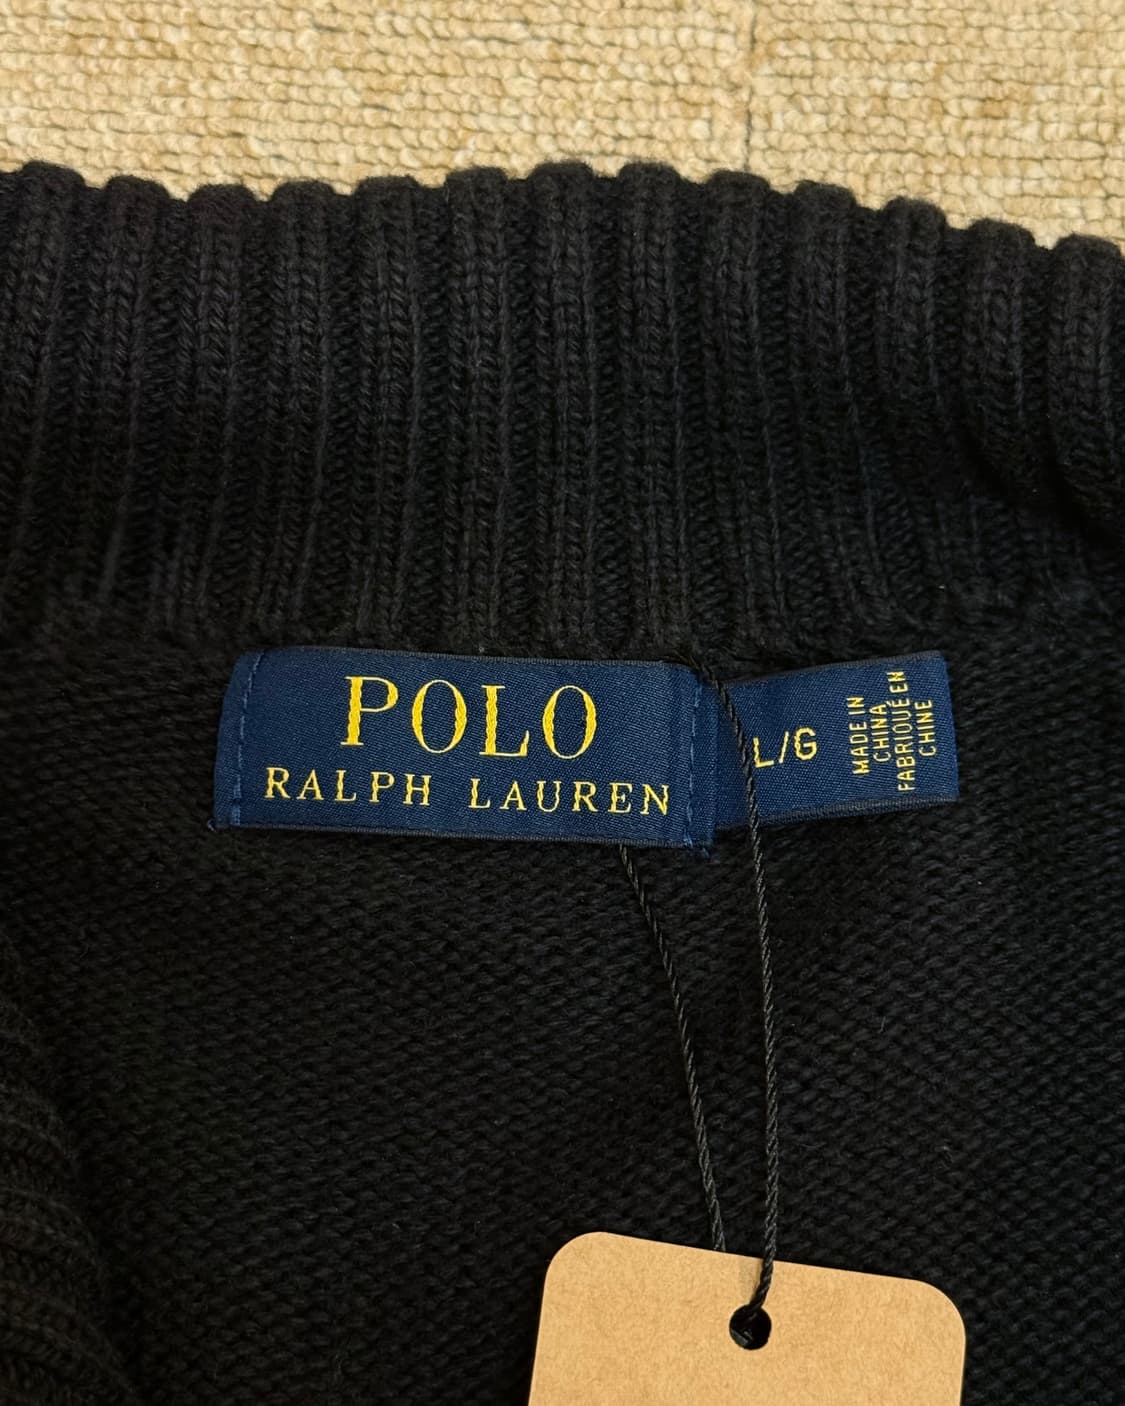 POLO
RALPH LAUREN
L/G
MADE IN
CHINA
FABRIQUÉ EN
CHINE